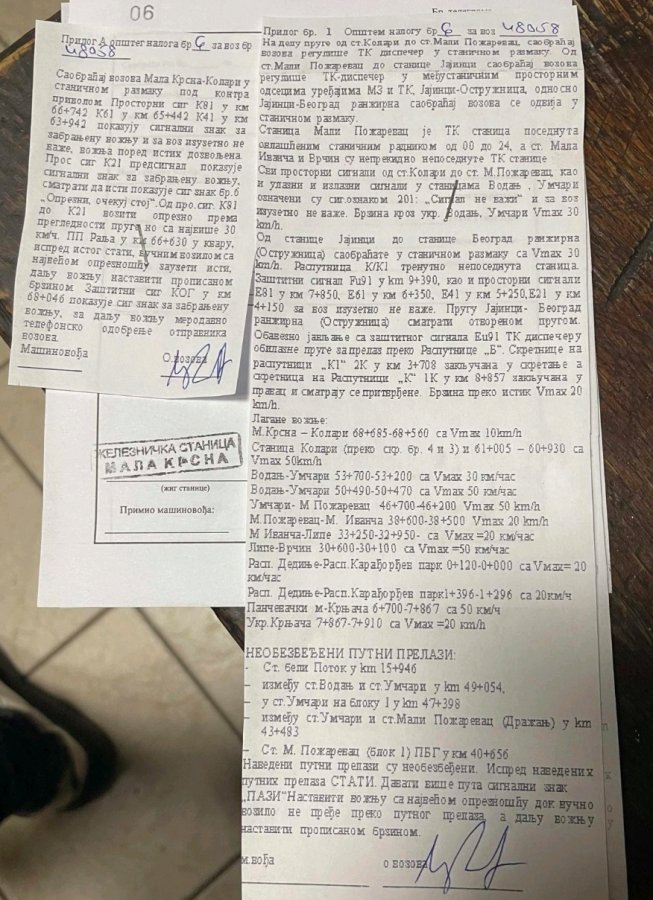 06
Прилог А општет налога бр. 6 за воз бр
48058
Саобраћај возова Мала Крсна-Колари у
станичном размаку под контра
приволом Просторни сиг К81 у км
66+742 К61 у км 65+442 К41 у км
63+942 показују сигнални знак за
забрањену вожњу и за воз изузетно не
важе, вожња поред истих дозвољена.
Прос сиг К21 предсигнал показује
сигнални знак за забрањену вожњу,
сматрати да исти показује сиг знак бр.6
„Опрезни, очекуј стој“.Од про.сиг. К81
до К21 возити опрезно према
прегледности пруге но са највише 30
км/ч. ПП Раља у км 66+630 у квару,
испред истог стати, вучним возилом са
највећом опрезношћу заузети исти,
даљу вожњу наставити прописаном
брзином Заштитни сиг КОГ у км
68+046 показује сиг знак за забрањену
вожњу, за даљу вожњу меродавно
телефонско одобрење отправника
возова.
Машиновођа О.возова
ЖЕЛЕЗНИЧКА СТАНИЦА
МАЛА КРСНА
(жиг станице)
Примио машиновођа:
Прилог бр. 1 Општем налогу бр. 6 за воз 48058
На делу пруге од ст.Колари до ст.Мали Пожаревац, саобраћај
возова регулише ТК диспечер у станичном размаку. Од
ст.Мали Пожаревац до станице Јајинци саобраћај возова
регулише ТК-диспечер у међустаничним просторним
одсецима уређајима МЗ и ТК, Јајинци-Остружница, односно
Јајинци-Београд ранжирна саобраћај возова се одвија у
станичном размаку.
Станица Мали Пожаревац је ТК станица поседнута
овлашћеним станичним радником од 00 до 24, а ст. Мала
Иванча и Врчин су непрекидно непоседнуте ТК станице
Сви просторни сигнали од ст.Колари до ст. М.Пожаревац, као
и улазни и излазни сигнали у станицама Водањ , Умчари
означени су сиг.ознаком 201: „Сигнал не важи“ и за воз
изузетно не важе. Брзина кроз укр. Водањ, Умчари Vmax 30
km/h.
Од станице Јајинци до станице Београд ранжирна
(Остружница) саобраћате у станичном размаку са Vmax 30
km/h. Распутница К/К1 тренутно непоседнута станица.
Заштитни сигнал Fu91 у km 9+390, као и просторни сигнали
Е81 у km 7+850, Е61 у km 6+350, Е41 у km 5+250,Е21 у km
4+150 за воз изузетно не важе. Пругу Јајинци- Београд
ранжирна (Остружница) сматрати отвореном пругом.
Обавезно јављање са заштитног сигнала Eu91 ТК диспечеру
обилазне пруге за прелаз преко Распутнице „Б“. Скретнице на
распутници „К1“ 2К у km 3+708 закључана у скретање а
скретница на Распутници „К“ 1К у км 8+857 закључана у
правац и сматрају се притврђене. Брзина преко истик Vmax 20
km/h.
Лагане вожње:
М.Крсна – Колари 68+685-68+560 са Vmax 10km/h
Станица Колари (преко скр. бр. 4 и 3) и 61+005 – 60+930 са
Vmax 50km/h
Водањ-Умчари 53+700-53+200 са Vmax 30 км/час
Водањ-Умчари 50+490-50+470 са Vmax 50 км/час
Умчари- М Пожаревац 46+700-46+200 Vmax 50 km/h
М.Пожаревац-М. Иванча 38+600-38+500 Vmax 20 km/h
М Иванча-Липе 33+250-32+950- са Vмах =20 км/час
Липе-Врчин 30+600-30+100 са Vмах =50 км/час
Расп. Дедиње-Расп.Карађорђев парк 0+120-0+000 са Vмах= 20
км/час
Расп. Дедиње-Расп.Карађорђев парк1+396-1+296 са 20км/ч
Панчевачки м-Крњача 6+700-7+867 са 50 км/ч
Укр.Крњача 7+867-7+910 са Vmax =20 km/h
НЕОБЕЗБЕЂЕНИ ПУТНИ ПРЕЛАЗИ:
- Ст. бели Поток у km 15+946
- између ст.Водањ и ст.Умчари у km 49+054,
- у ст.Умчари на блоку 1 у km 47+398
- између ст.Умчари и ст.Мали Пожаревац (Дражањ) у km
43+483
- Ст. М. Пожаревац (блок 1) ПБГ у км 40+656
Наведени путни прелази су необезбеђени. Испред наведених
путних прелаза СТАТИ. Давати више пута сигнални знак
„ПАЗИ“Наставити вожњу са највећом опрезношћу док вучно
возило не пређе преко путног прелаза, а даљу вожњу
наставити прописаном брзином.
м.вођа о возова